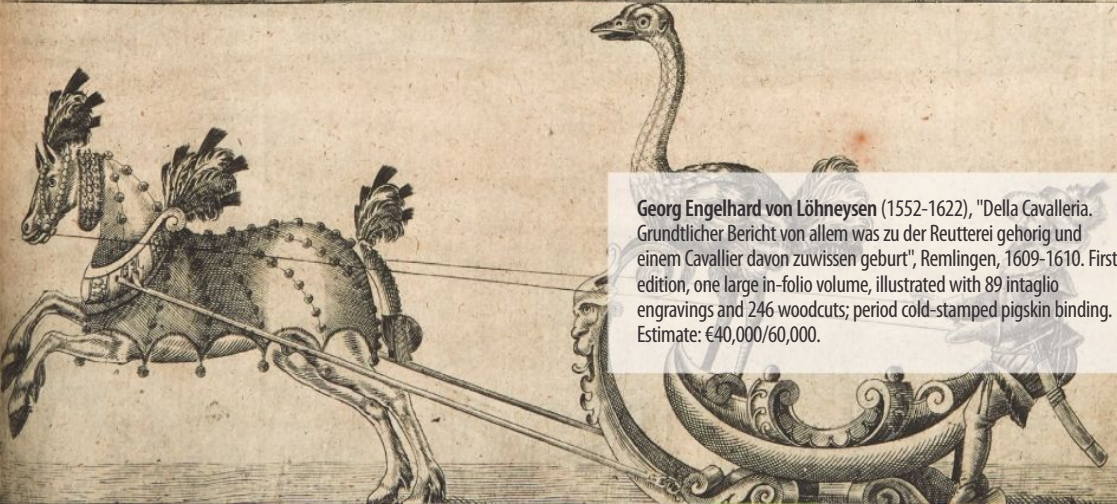 Georg Engelhard von Löhneysen (1552-1622), "Della Cavalleria.
Grundtlicher Bericht von allem was zu der Reutterei gehorig und
einem Cavallier davon zuwissen geburt", Remlingen, 1609-1610. First
edition, one large in-folio volume, illustrated with 89 intaglio
engravings and 246 woodcuts; period cold-stamped pigskin binding.
Estimate: €40,000/60,000.